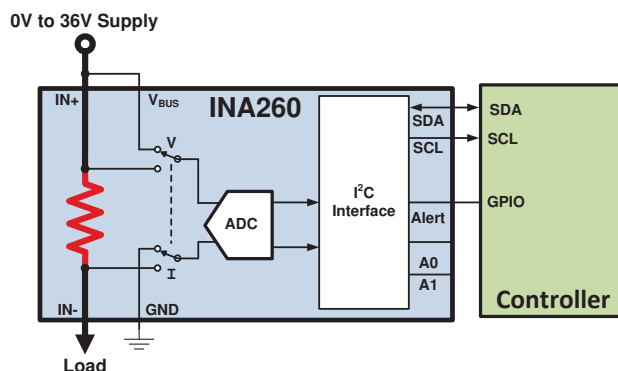 0V to 36V Supply
IN+
VBUS
INA260
V
SDA
SCL
I2C
Interface
ADC
Alert
A0
A1
I
IN-
GND
Load
SDA
SCL
GPIO
Controller